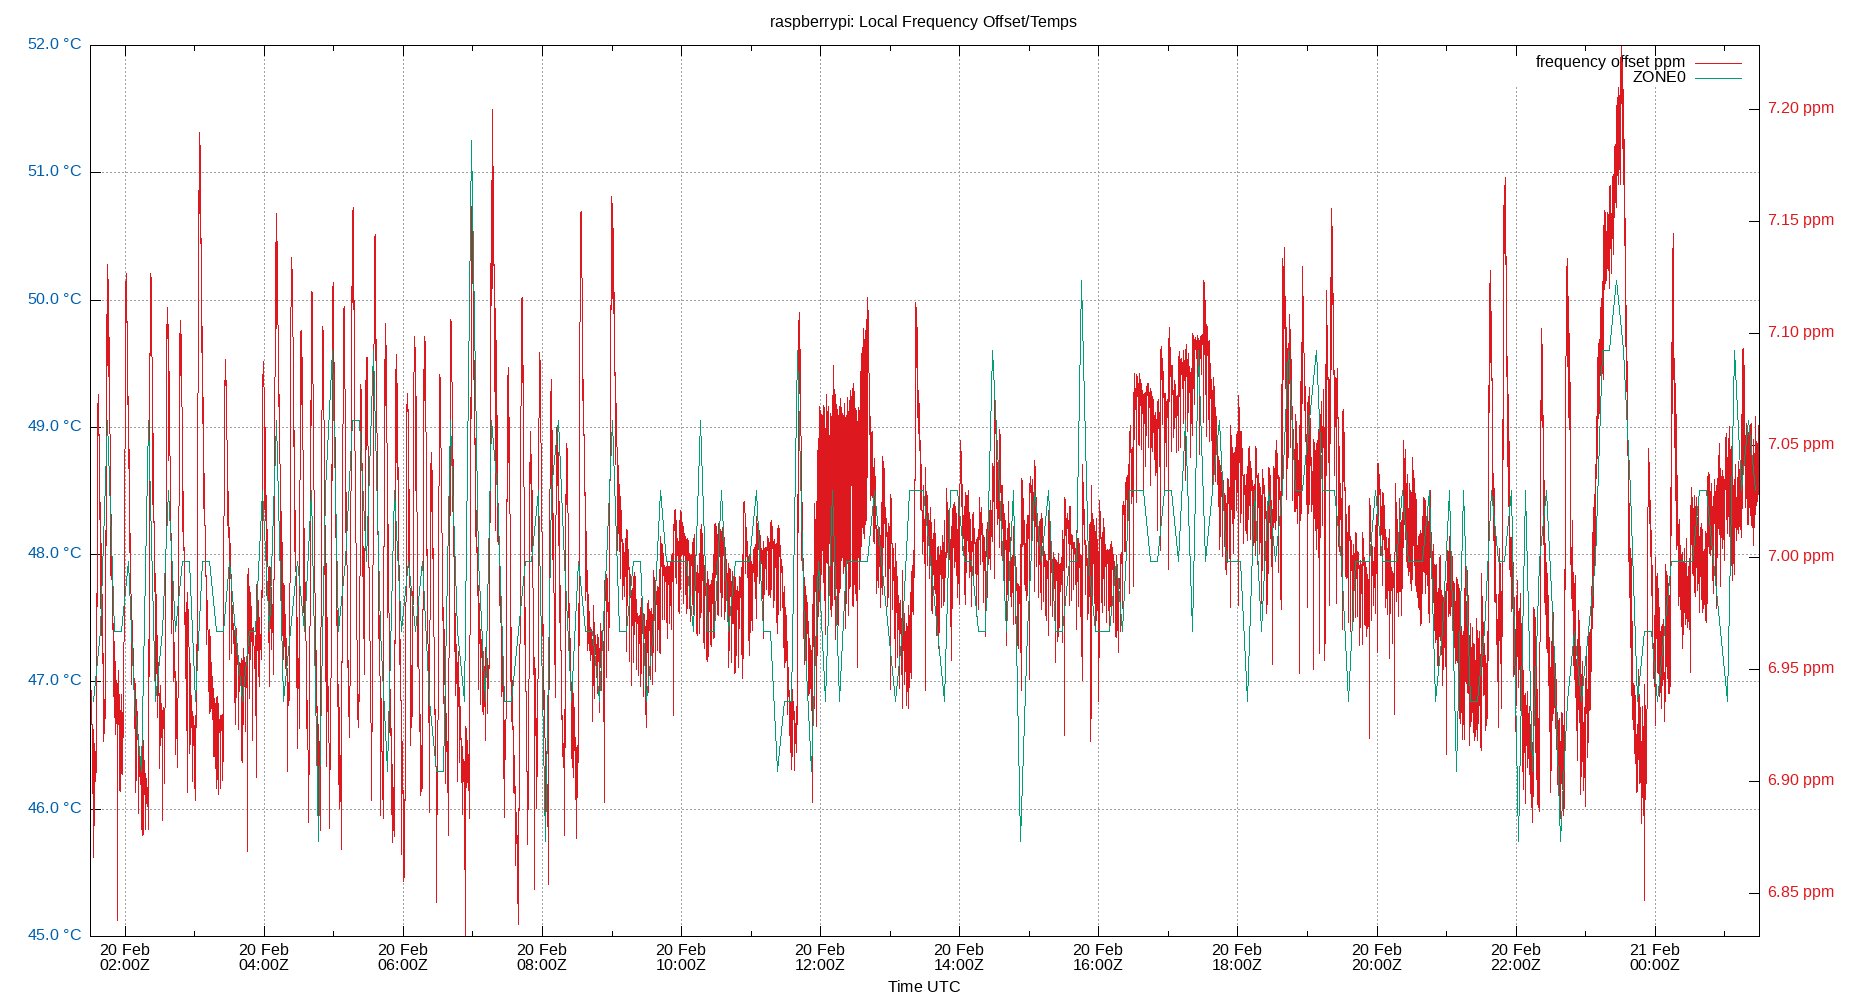 raspberrypi: Local Frequency Offset/Temps
frequency offset ppm
ZONE0
52.0 °C
51.0 °C
50.0 °C
49.0 °C
48.0 °C
47.0 °C
46.0 °C
45.0 °C
7.20 ppm
7.15 ppm
7.10 ppm
7.05 ppm
7.00 ppm
6.95 ppm
6.90 ppm
6.85 ppm
20 Feb 20 Feb 20 Feb 20 Feb 20 Feb 20 Feb 20 Feb 20 Feb 20 Feb 20 Feb 20 Feb 21 Feb
02:00Z 04:00Z 06:00Z 08:00Z 10:00Z 12:00Z 14:00Z 16:00Z 18:00Z 20:00Z 22:00Z 00:00Z
Time UTC